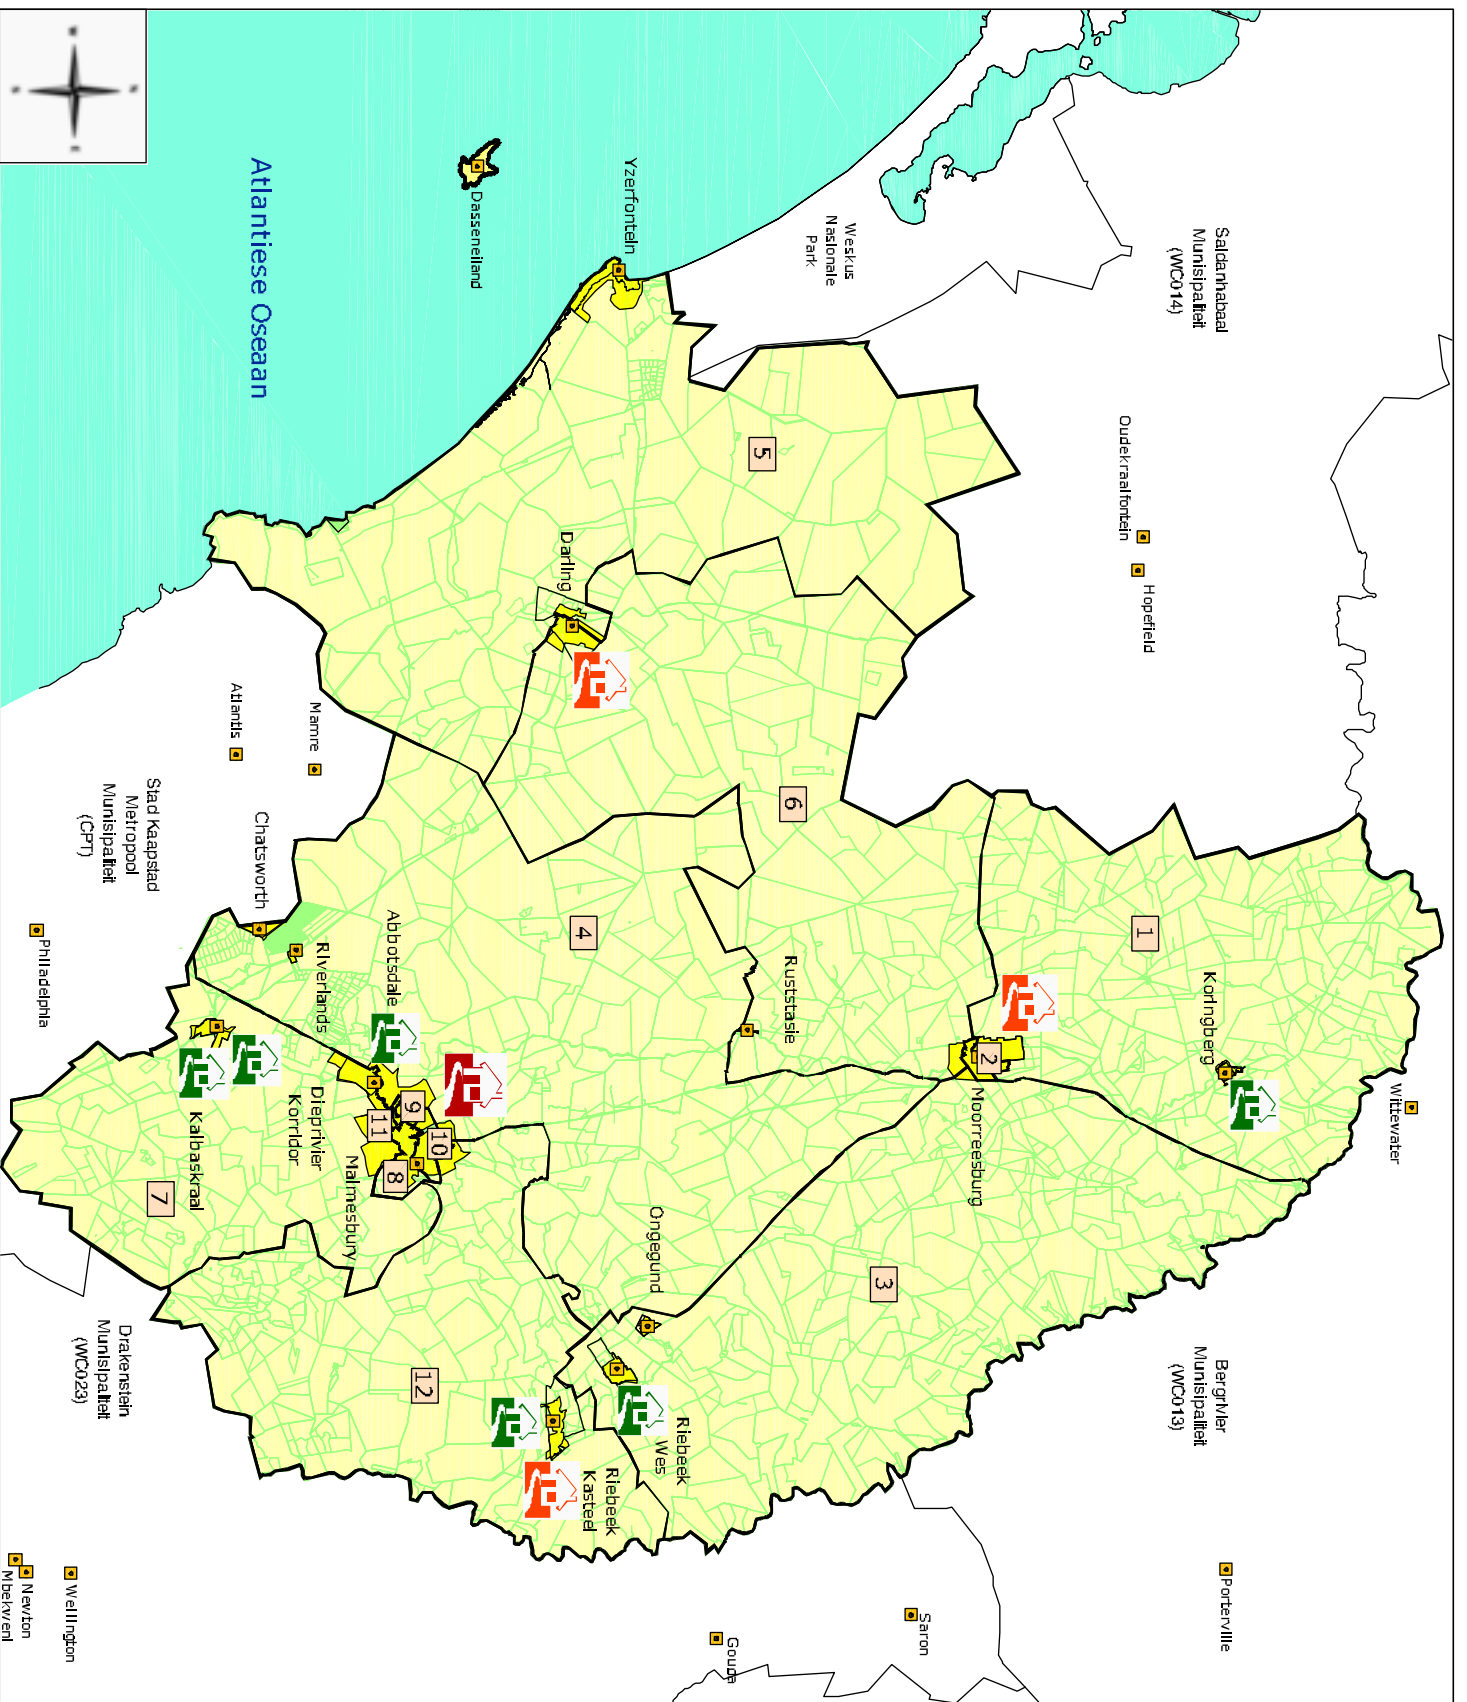 Wittewater
Porterville
Saldanhabaai
Munisipaliteit
(WC014)
Bergrivier
Munisipaliteit
(WC013)
Koringberg
Hopefield
1
Oudekraalfontein
2
Moorreesburg
Saron
3
Weskus
Nasionale
Park
6
Ruststasie
5
Gouda
Riebeek
Wes
Ongegund
Yzerfontein
Riebeek
Kasteel
4
Darling
Dasseneiland
10
12
9
8
11
Abbotsdale
Malmesbury
Riverlands
Dieprivier
Korridor
Mamre
Atlantiese Oseaan
Chatsworth
Atlantis
Kalbaskraal
7
Stad Kaapstad
Metropool
Munisipaliteit
(CPT)
Drakenstein
Munisipaliteit
(WC023)
Wellington
Philadelphia
Newton
Mbekweni